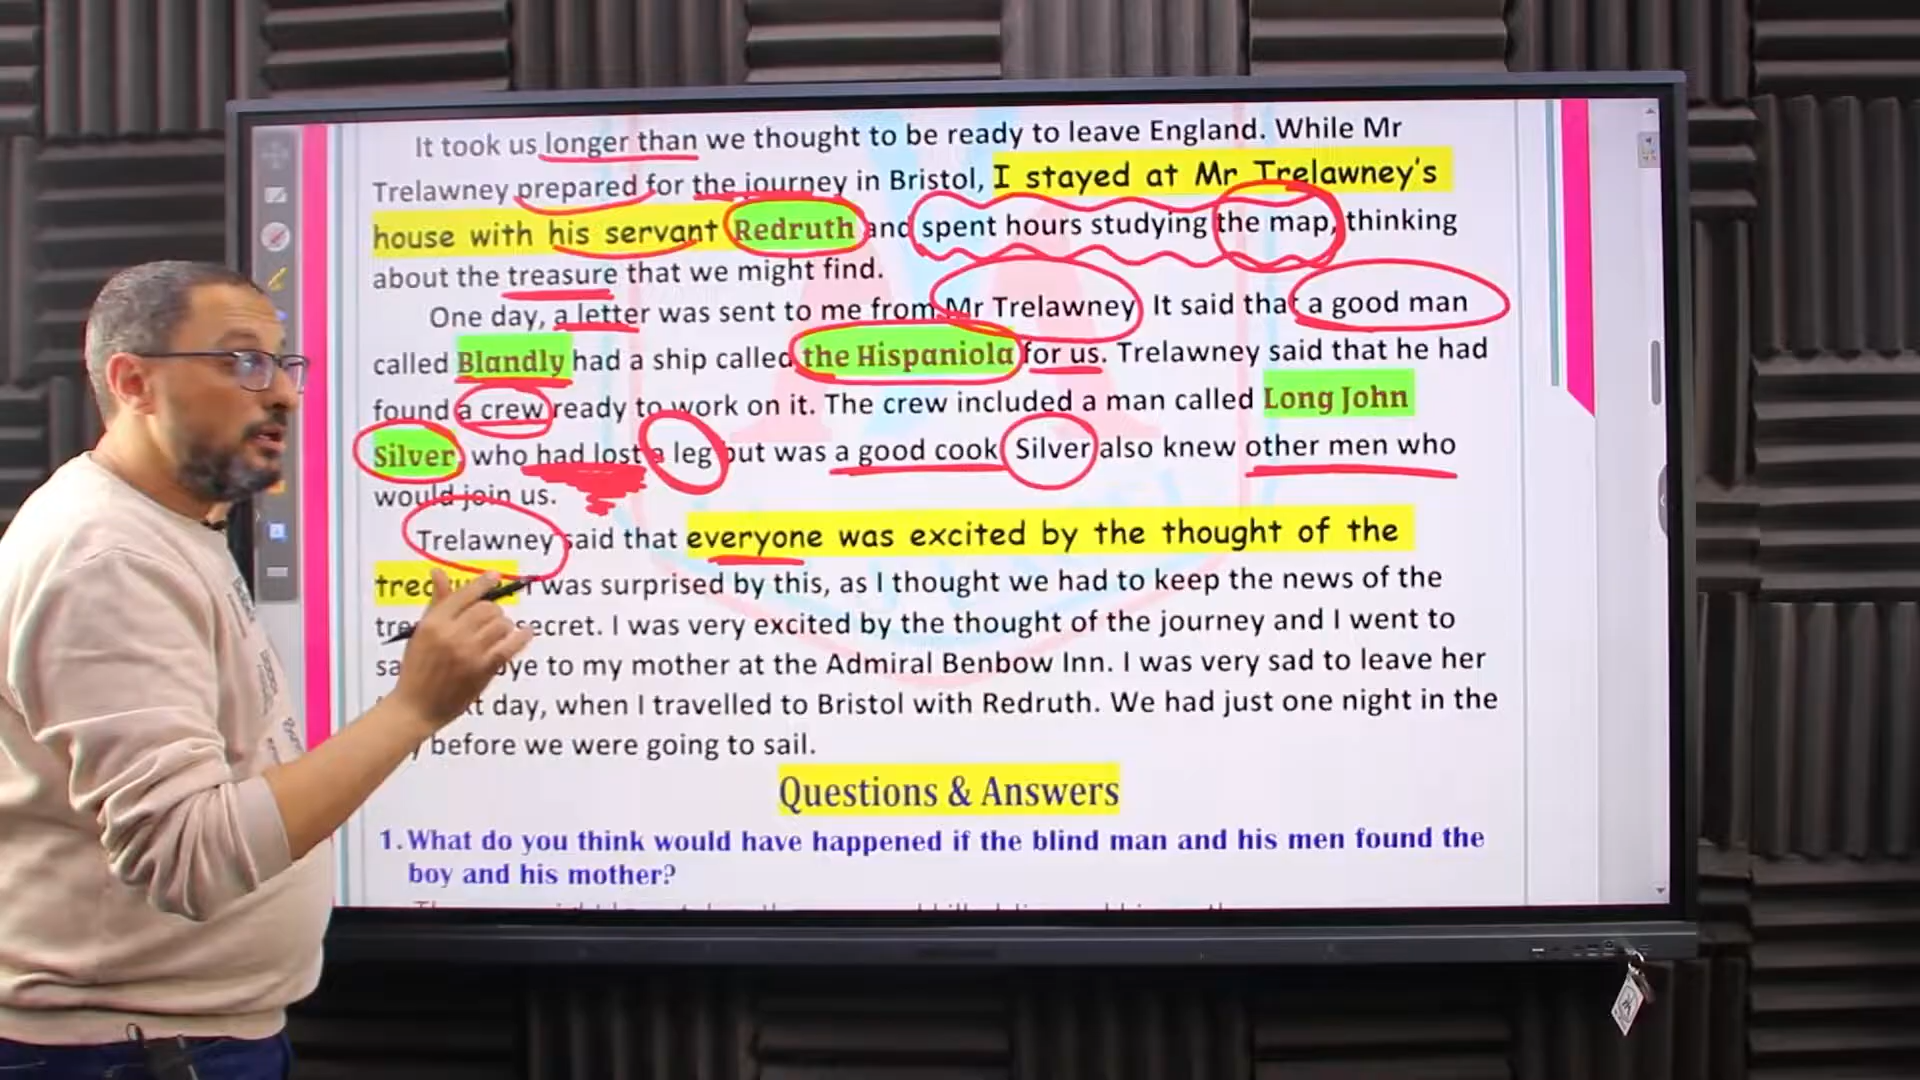 It took us longer than we thought to be ready to leave England. While Mr
Trelawney prepared for the journey in Bristol, I stayed at Mr Trelawney's
house with his servant Redruth and spent hours studying the map, thinking
about the treasure that we might find.
One day, a letter was sent to me from Mr Trelawney It said that a good man
called Blandly had a ship called the Hispaniola for us. Trelawney said that he had
found a crew ready to work on it. The crew included a man called Long John
Silver who had lost a leg but was a good cook Silver also knew other men who
would join us.
Trelawney said that everyone was excited by the thought of the
was surprised by this, as I thought we had to keep the news of the
secret. I was very excited by the thought of the journey and I went to
to my mother at the Admiral Benbow Inn. I was very sad to leave her
day, when I travelled to Bristol with Redruth. We had just one night in the
before we were going to sail.
Questions & Answers
1. What do you think would have happened if the blind man and his men found the
boy and his mother?